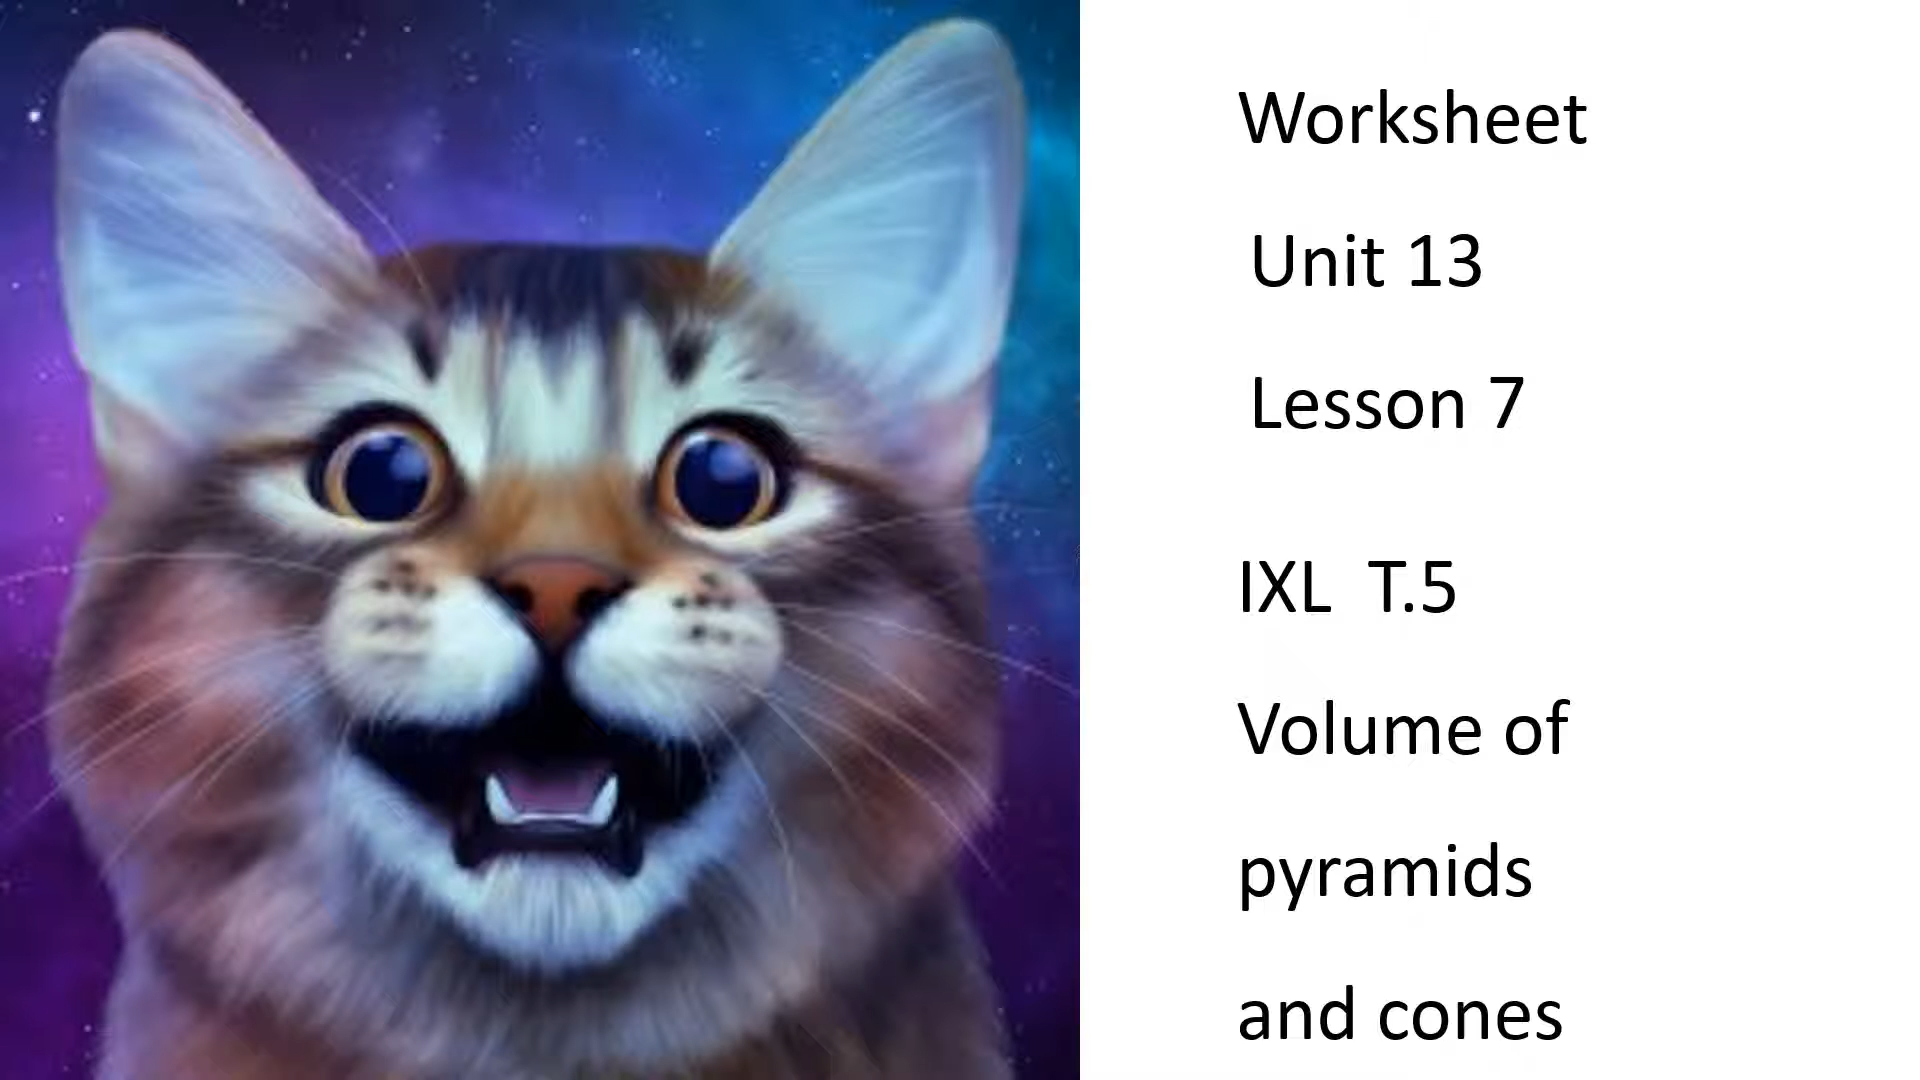 Worksheet
Unit 13
Lesson 7
IXL  T.5
Volume of
pyramids
and cones